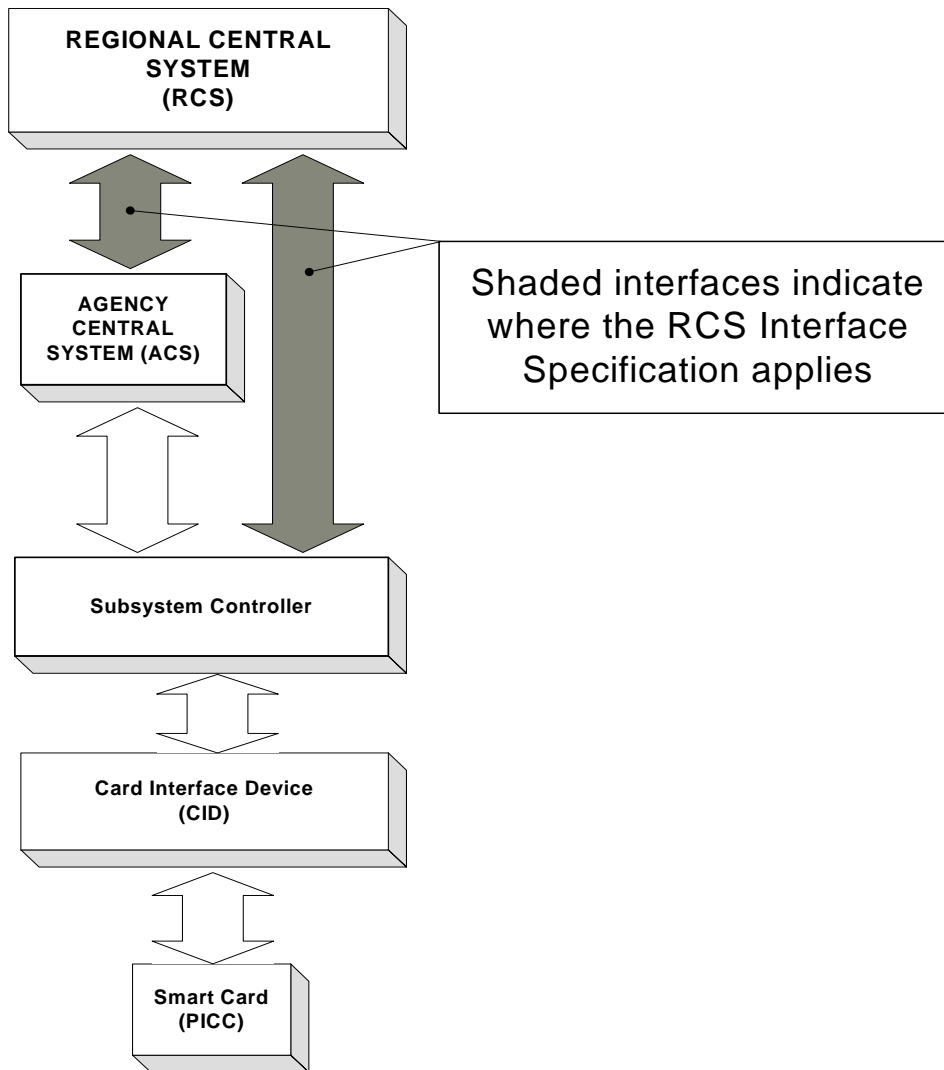 REGIONAL CENTRAL
SYSTEM
(RCS)
Shaded interfaces indicate
where the RCS Interface
Specification applies
AGENCY
CENTRAL
SYSTEM (ACS)
Subsystem Controller
Card Interface Device
(CID)
Smart Card
(PICC)